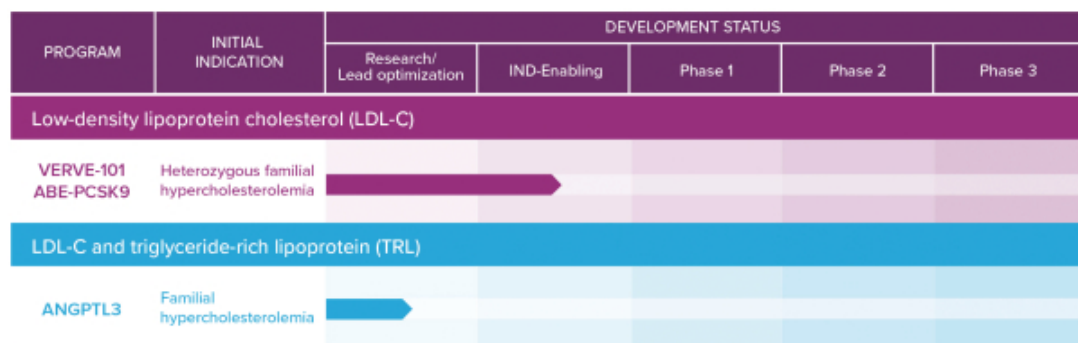 PROGRAM
INITIAL
INDICATION
DEVELOPMENT STATUS
Research/
Lead optimization
IND-Enabling
Phase 1
Phase 2
Phase 3
Low-density lipoprotein cholesterol (LDL-C)
VERVE-101
ABE-PCSK9
Heterozygous familial
hypercholesterolemia
LDL-C and triglyceride-rich lipoprotein (TRL)
ANGPTL3
Familial
hypercholesterolemia